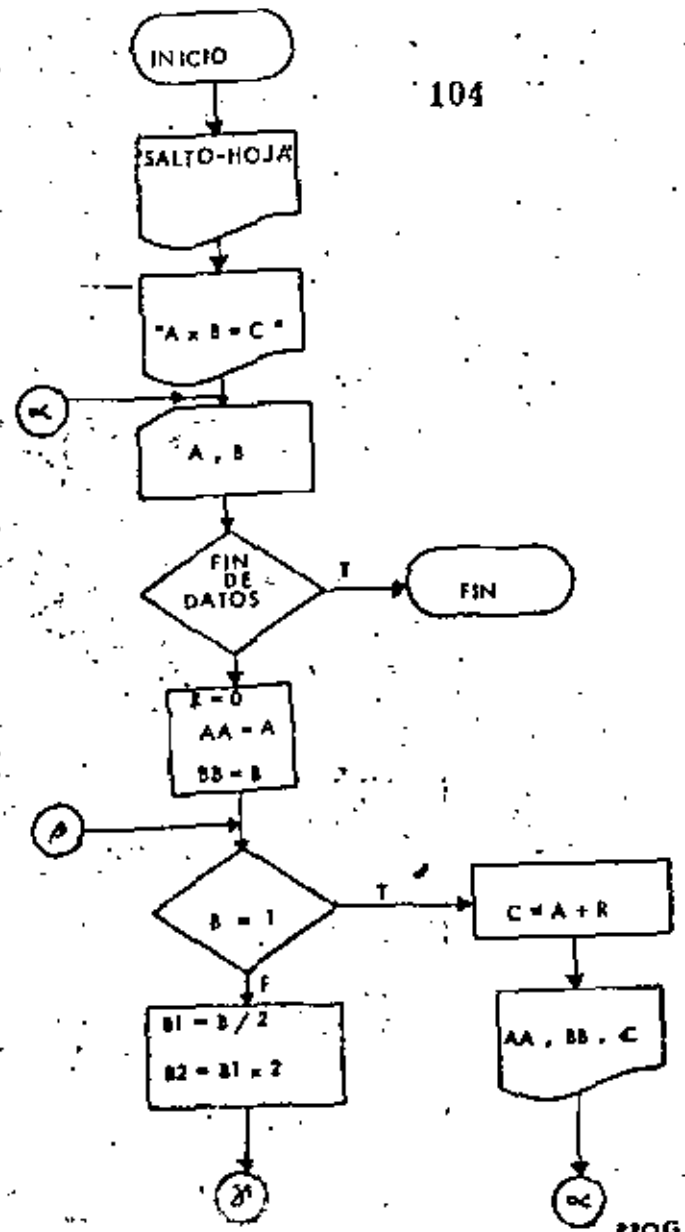 INICIO
104
"SALTO-HOJA"
"A x B = C"
∝
A , B
FIN
DE
DATOS
T
FIN
R = 0
AA = A
BB = B
β
B = 1
T
C = A + R
F
B1 = B / 2
B2 = B1 x 2
AA , BB , C
γ
∝